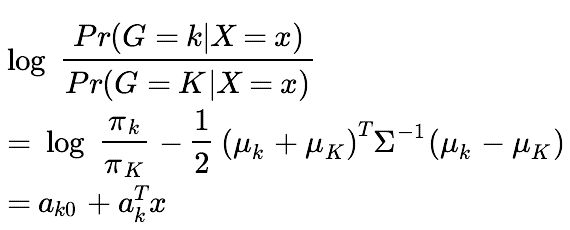 log Pr(G = k|X = x) / Pr(G = K|X = x)
= log π_k / π_K − 1/2 (μ_k + μ_K)^T Σ^−1 (μ_k − μ_K)
= a_k0 + a_k^T x